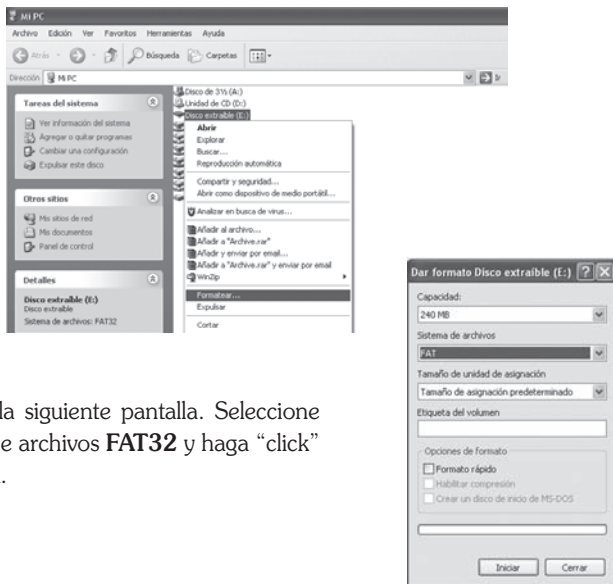 Mi PC
Archivo Edición Ver Favoritos Herramientas Ayuda
Atrás Búsqueda Carpetas
Dirección Mi PC
Tareas del sistema
Ver información del sistema
Agregar o quitar programas
Cambiar una configuración
Expulsar este disco
Otros sitios
Mis sitios de red
Mis documentos
Panel de control
Detalles
Disco extraíble (E:)
Disco extraíble
Sistema de archivos: FAT32
Disco de 3½ (A:)
Unidad de CD (D:)
Disco extraíble (E:)
Abrir
Explorar
Buscar...
Reproducción automática
Compartir y seguridad...
Abrir como dispositivo de medio portátil...
Analizar en busca de virus...
Añadir al archivo...
Añadir a "Archive.rar"
Añadir y enviar por email...
Añadir a "Archive.rar" y enviar por email
WinZip
Formatear...
Expulsar
Cortar
la siguiente pantalla. Seleccione
e archivos FAT32 y haga “click”
.
Dar formato Disco extraíble (E:)
Capacidad:
240 MB
Sistema de archivos
FAT
Tamaño de unidad de asignación
Tamaño de asignación predeterminado
Etiqueta del volumen
Opciones de formato
Formato rápido
Habilitar compresión
Crear un disco de inicio de MS-DOS
Iniciar Cerrar